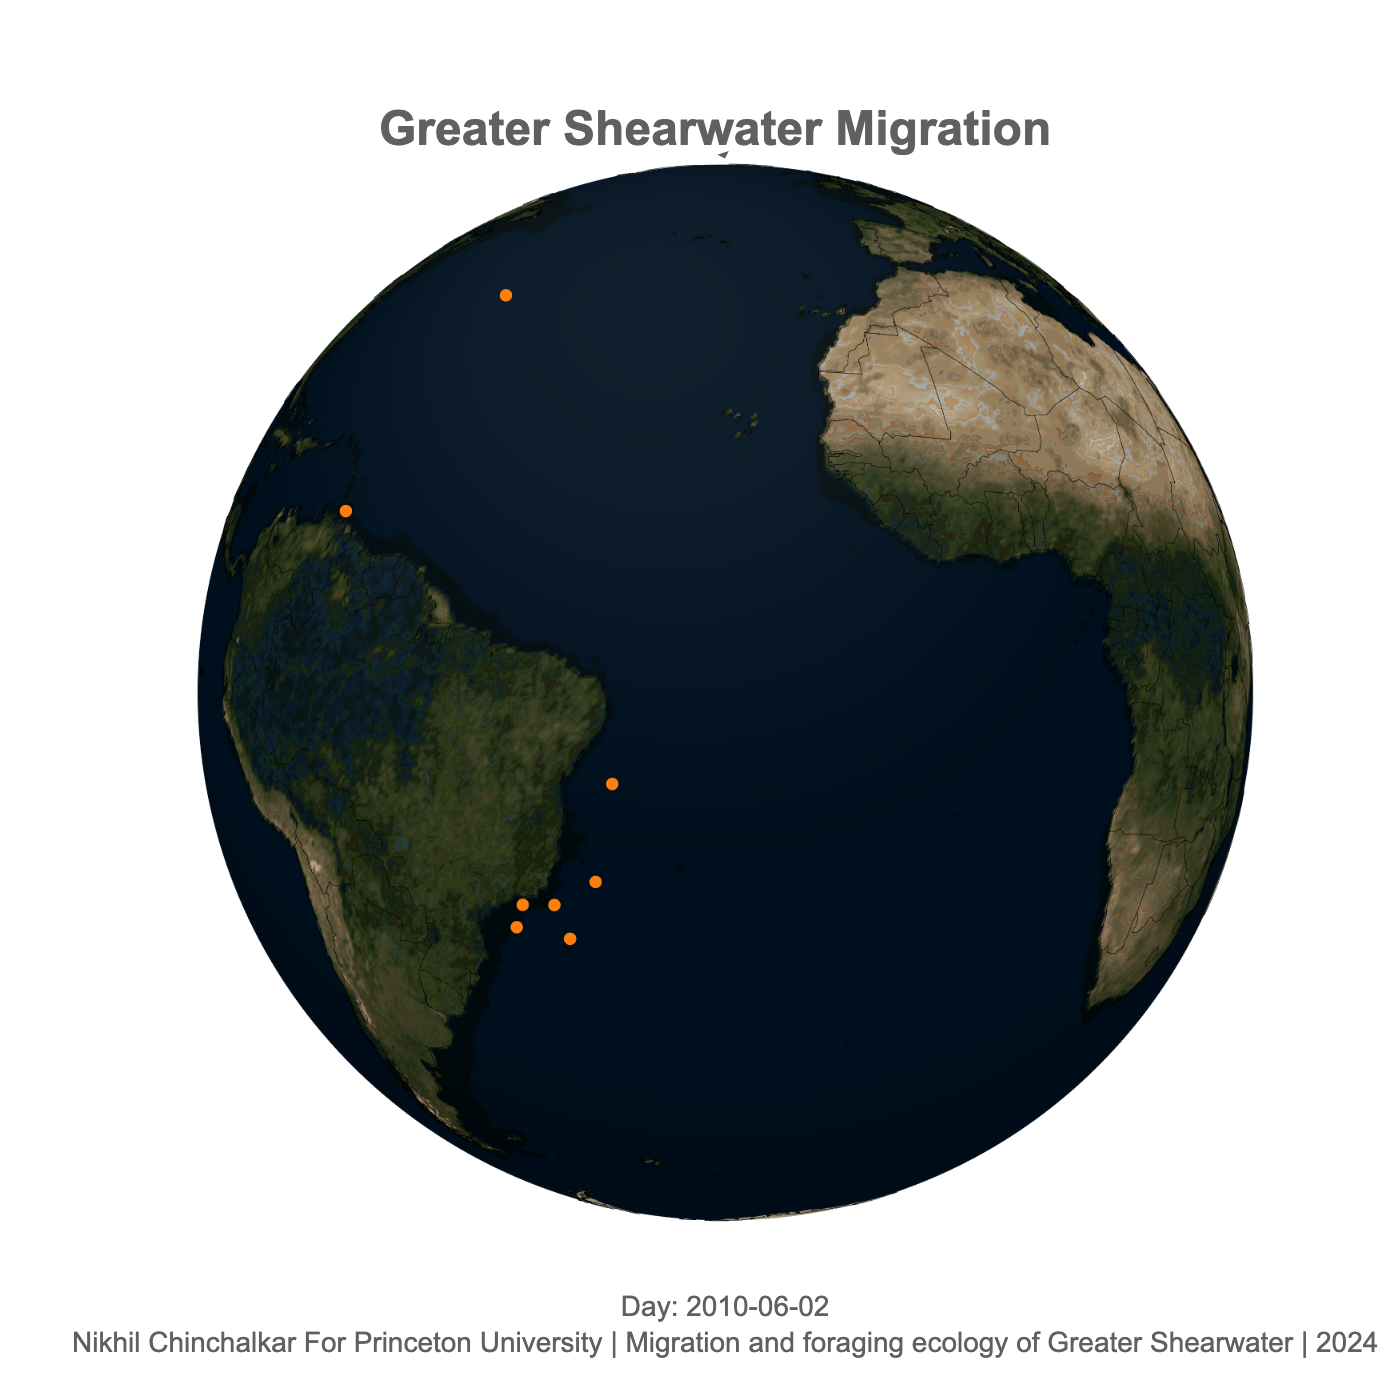 Greater Shearwater Migration
Day: 2010-06-02
Nikhil Chinchalkar For Princeton University | Migration and foraging ecology of Greater Shearwater | 2024